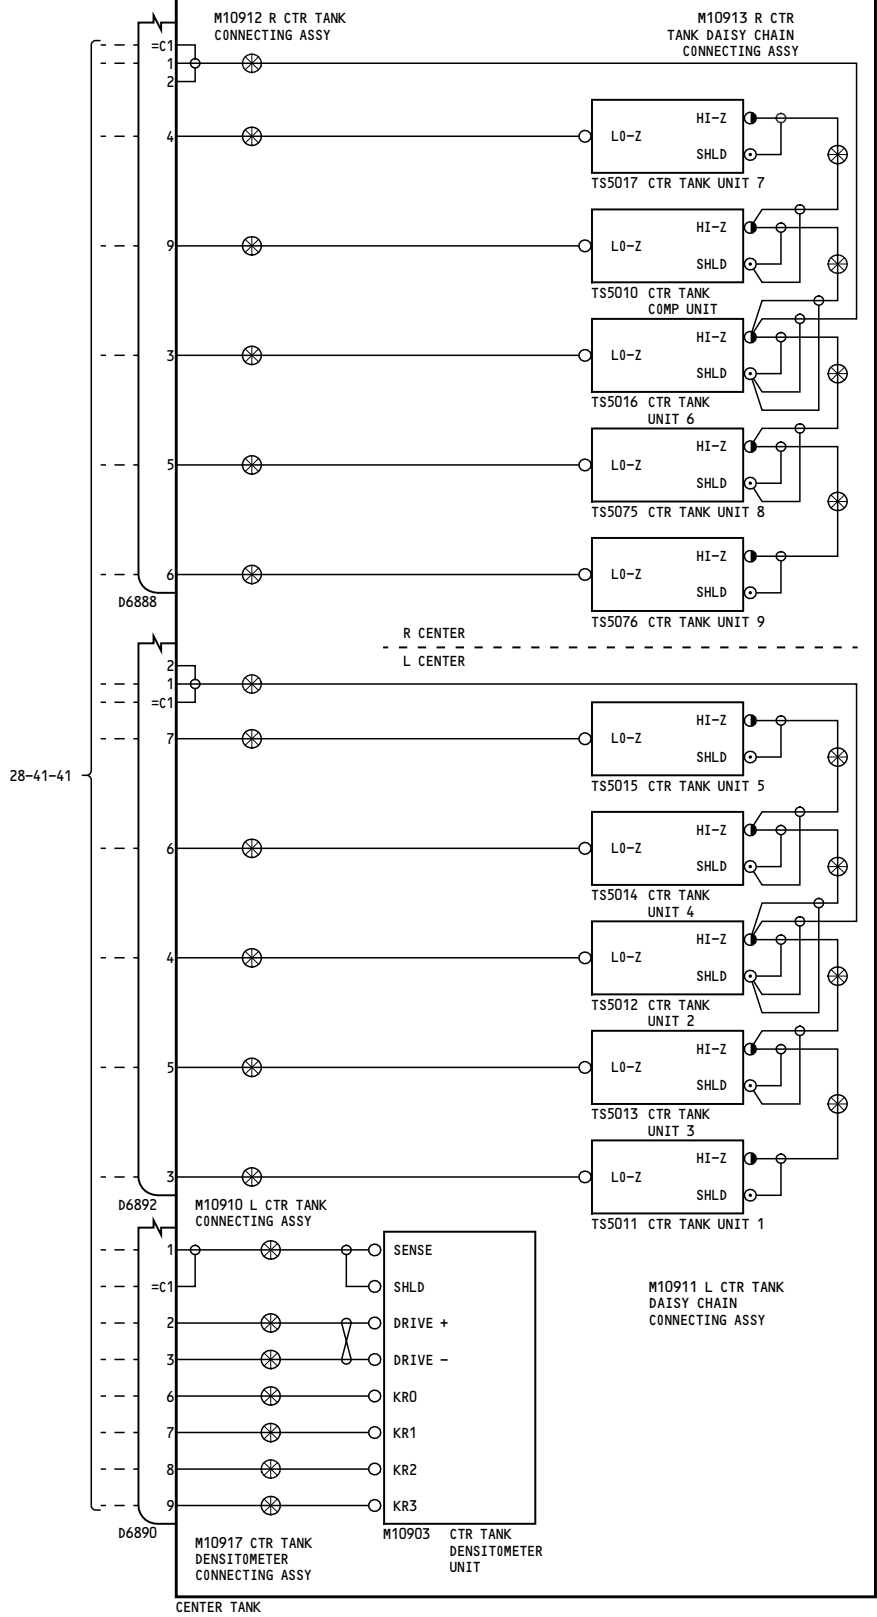 M10912 R CTR TANK
CONNECTING ASSY
M10913 R CTR
TANK DAISY CHAIN
CONNECTING ASSY
=C1
1
2
HI-Z
4
LO-Z
SHLD
TS5017 CTR TANK UNIT 7
HI-Z
9
LO-Z
SHLD
TS5010 CTR TANK
COMP UNIT
HI-Z
3
LO-Z
SHLD
TS5016 CTR TANK
UNIT 6
HI-Z
5
LO-Z
SHLD
TS5075 CTR TANK UNIT 8
HI-Z
6
LO-Z
SHLD
D6888
TS5076 CTR TANK UNIT 9
R CENTER
L CENTER
2
1
=C1
HI-Z
7
LO-Z
SHLD
28-41-41
TS5015 CTR TANK UNIT 5
HI-Z
6
LO-Z
SHLD
TS5014 CTR TANK
UNIT 4
HI-Z
4
LO-Z
SHLD
TS5012 CTR TANK
UNIT 2
HI-Z
5
LO-Z
SHLD
TS5013 CTR TANK
UNIT 3
HI-Z
3
LO-Z
SHLD
D6892
M10910 L CTR TANK
CONNECTING ASSY
TS5011 CTR TANK UNIT 1
1
SENSE
=C1
SHLD
M10911 L CTR TANK
DAISY CHAIN
CONNECTING ASSY
2
DRIVE +
3
DRIVE -
6
KR0
7
KR1
8
KR2
9
KR3
D6890
M10917 CTR TANK
DENSITOMETER
CONNECTING ASSY
M10903 CTR TANK
DENSITOMETER
UNIT
CENTER TANK